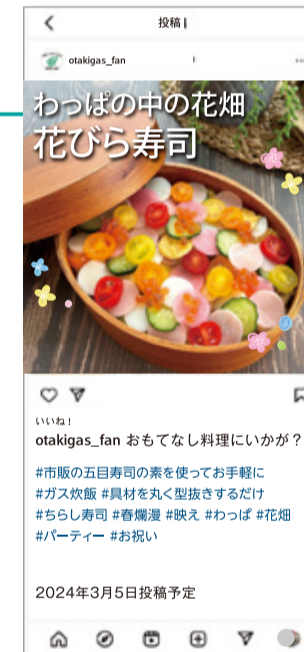 投稿
otakigas_fan
わっぱの中の花畑
花びら寿司
いいね！
otakigas_fan おもてなし料理にいかが？
#市販の五目寿司の素を使ってお手軽に
#ガス炊飯 #具材を丸く型抜きするだけ
#ちらし寿司 #春爛漫 #映え #わっぱ #花畑
#パーティー #お祝い
2024年3月5日投稿予定